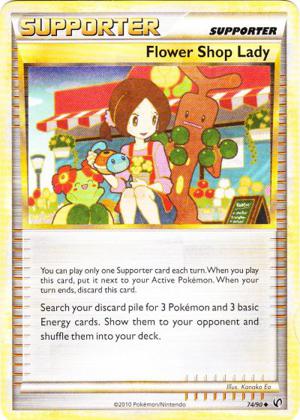 SUPPORTER
SUPPORTER
Flower Shop Lady
You can play only one Supporter card each turn. When you play
this card, put it next to your Active Pokémon. When your
turn ends, discard this card.
Search your discard pile for 3 Pokémon and 3 basic
Energy cards. Show them to your opponent and
shuffle them into your deck.
Illus. Kanako Eo
©2010 Pokémon/Nintendo
74/90